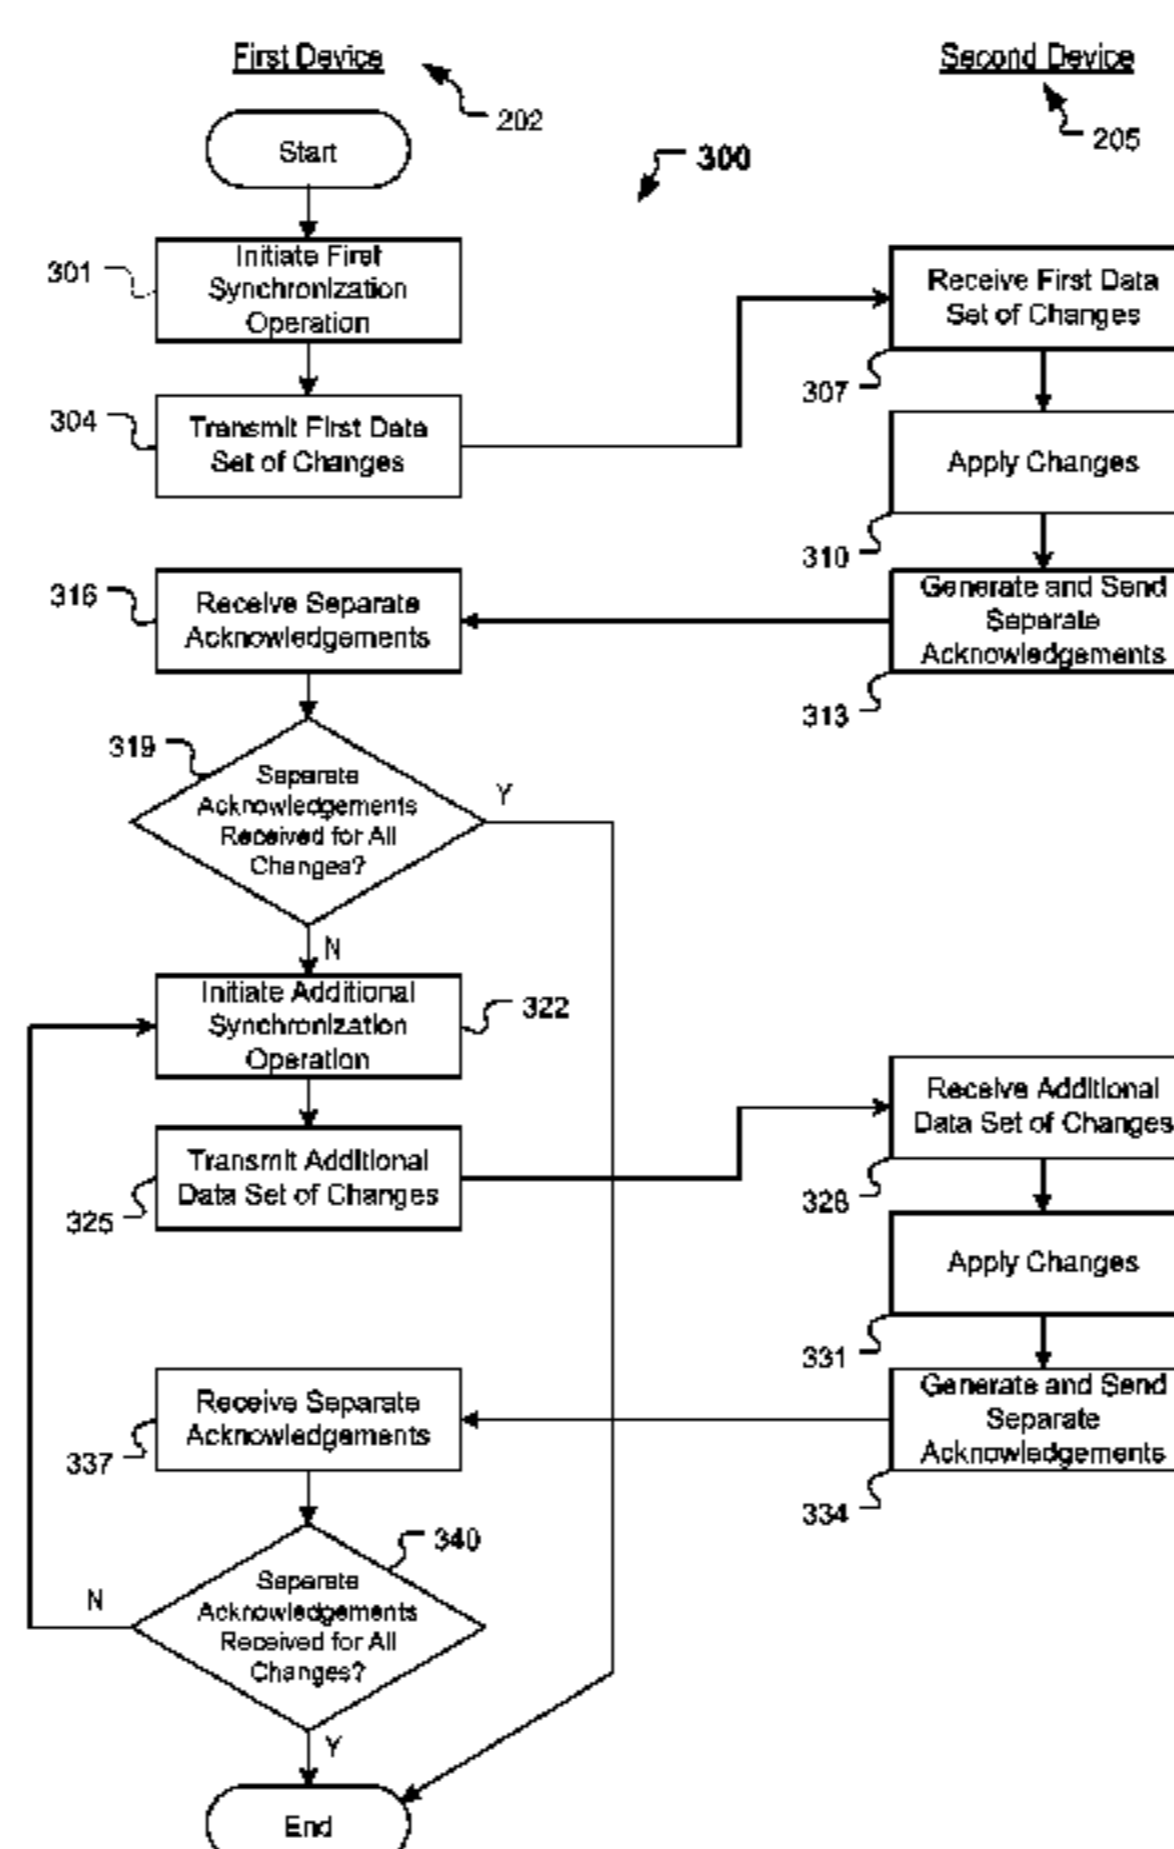 First Device
202
Second Device
205
300
Start
301
Initiate First
Synchronization
Operation
304
Transmit First Data
Set of Changes
Receive First Data
Set of Changes
307
Apply Changes
310
Generate and Send
Separate
Acknowledgements
313
316
Receive Separate
Acknowledgements
319
Separate
Acknowledgements
Received for All
Changes?
Y
N
Initiate Additional
Synchronization
Operation
322
Transmit Additional
Data Set of Changes
325
Receive Additional
Data Set of Changes
328
Apply Changes
331
Generate and Send
Separate
Acknowledgements
334
Receive Separate
Acknowledgements
337
340
Separate
Acknowledgements
Received for All
Changes?
N
Y
End